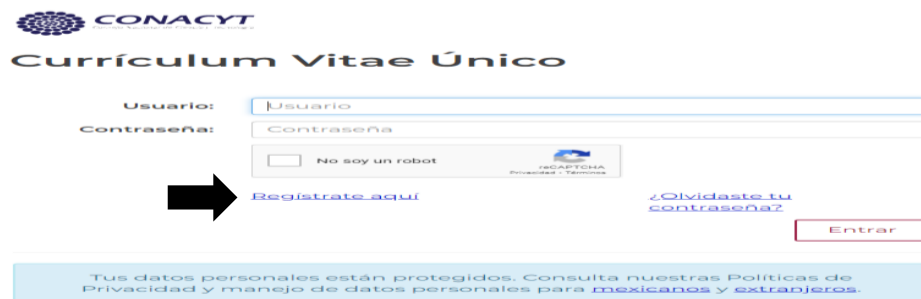 CONACYT
Currículum Vitae Único
Usuario:
Usuario
Contraseña:
Contraseña
No soy un robot
reCAPTCHA
Privacidad - Términos
Regístrate aquí
¿Olvidaste tu
contraseña?
Entrar
Tus datos personales están protegidos. Consulta nuestras Políticas de
Privacidad y manejo de datos personales para mexicanos y extranjeros.